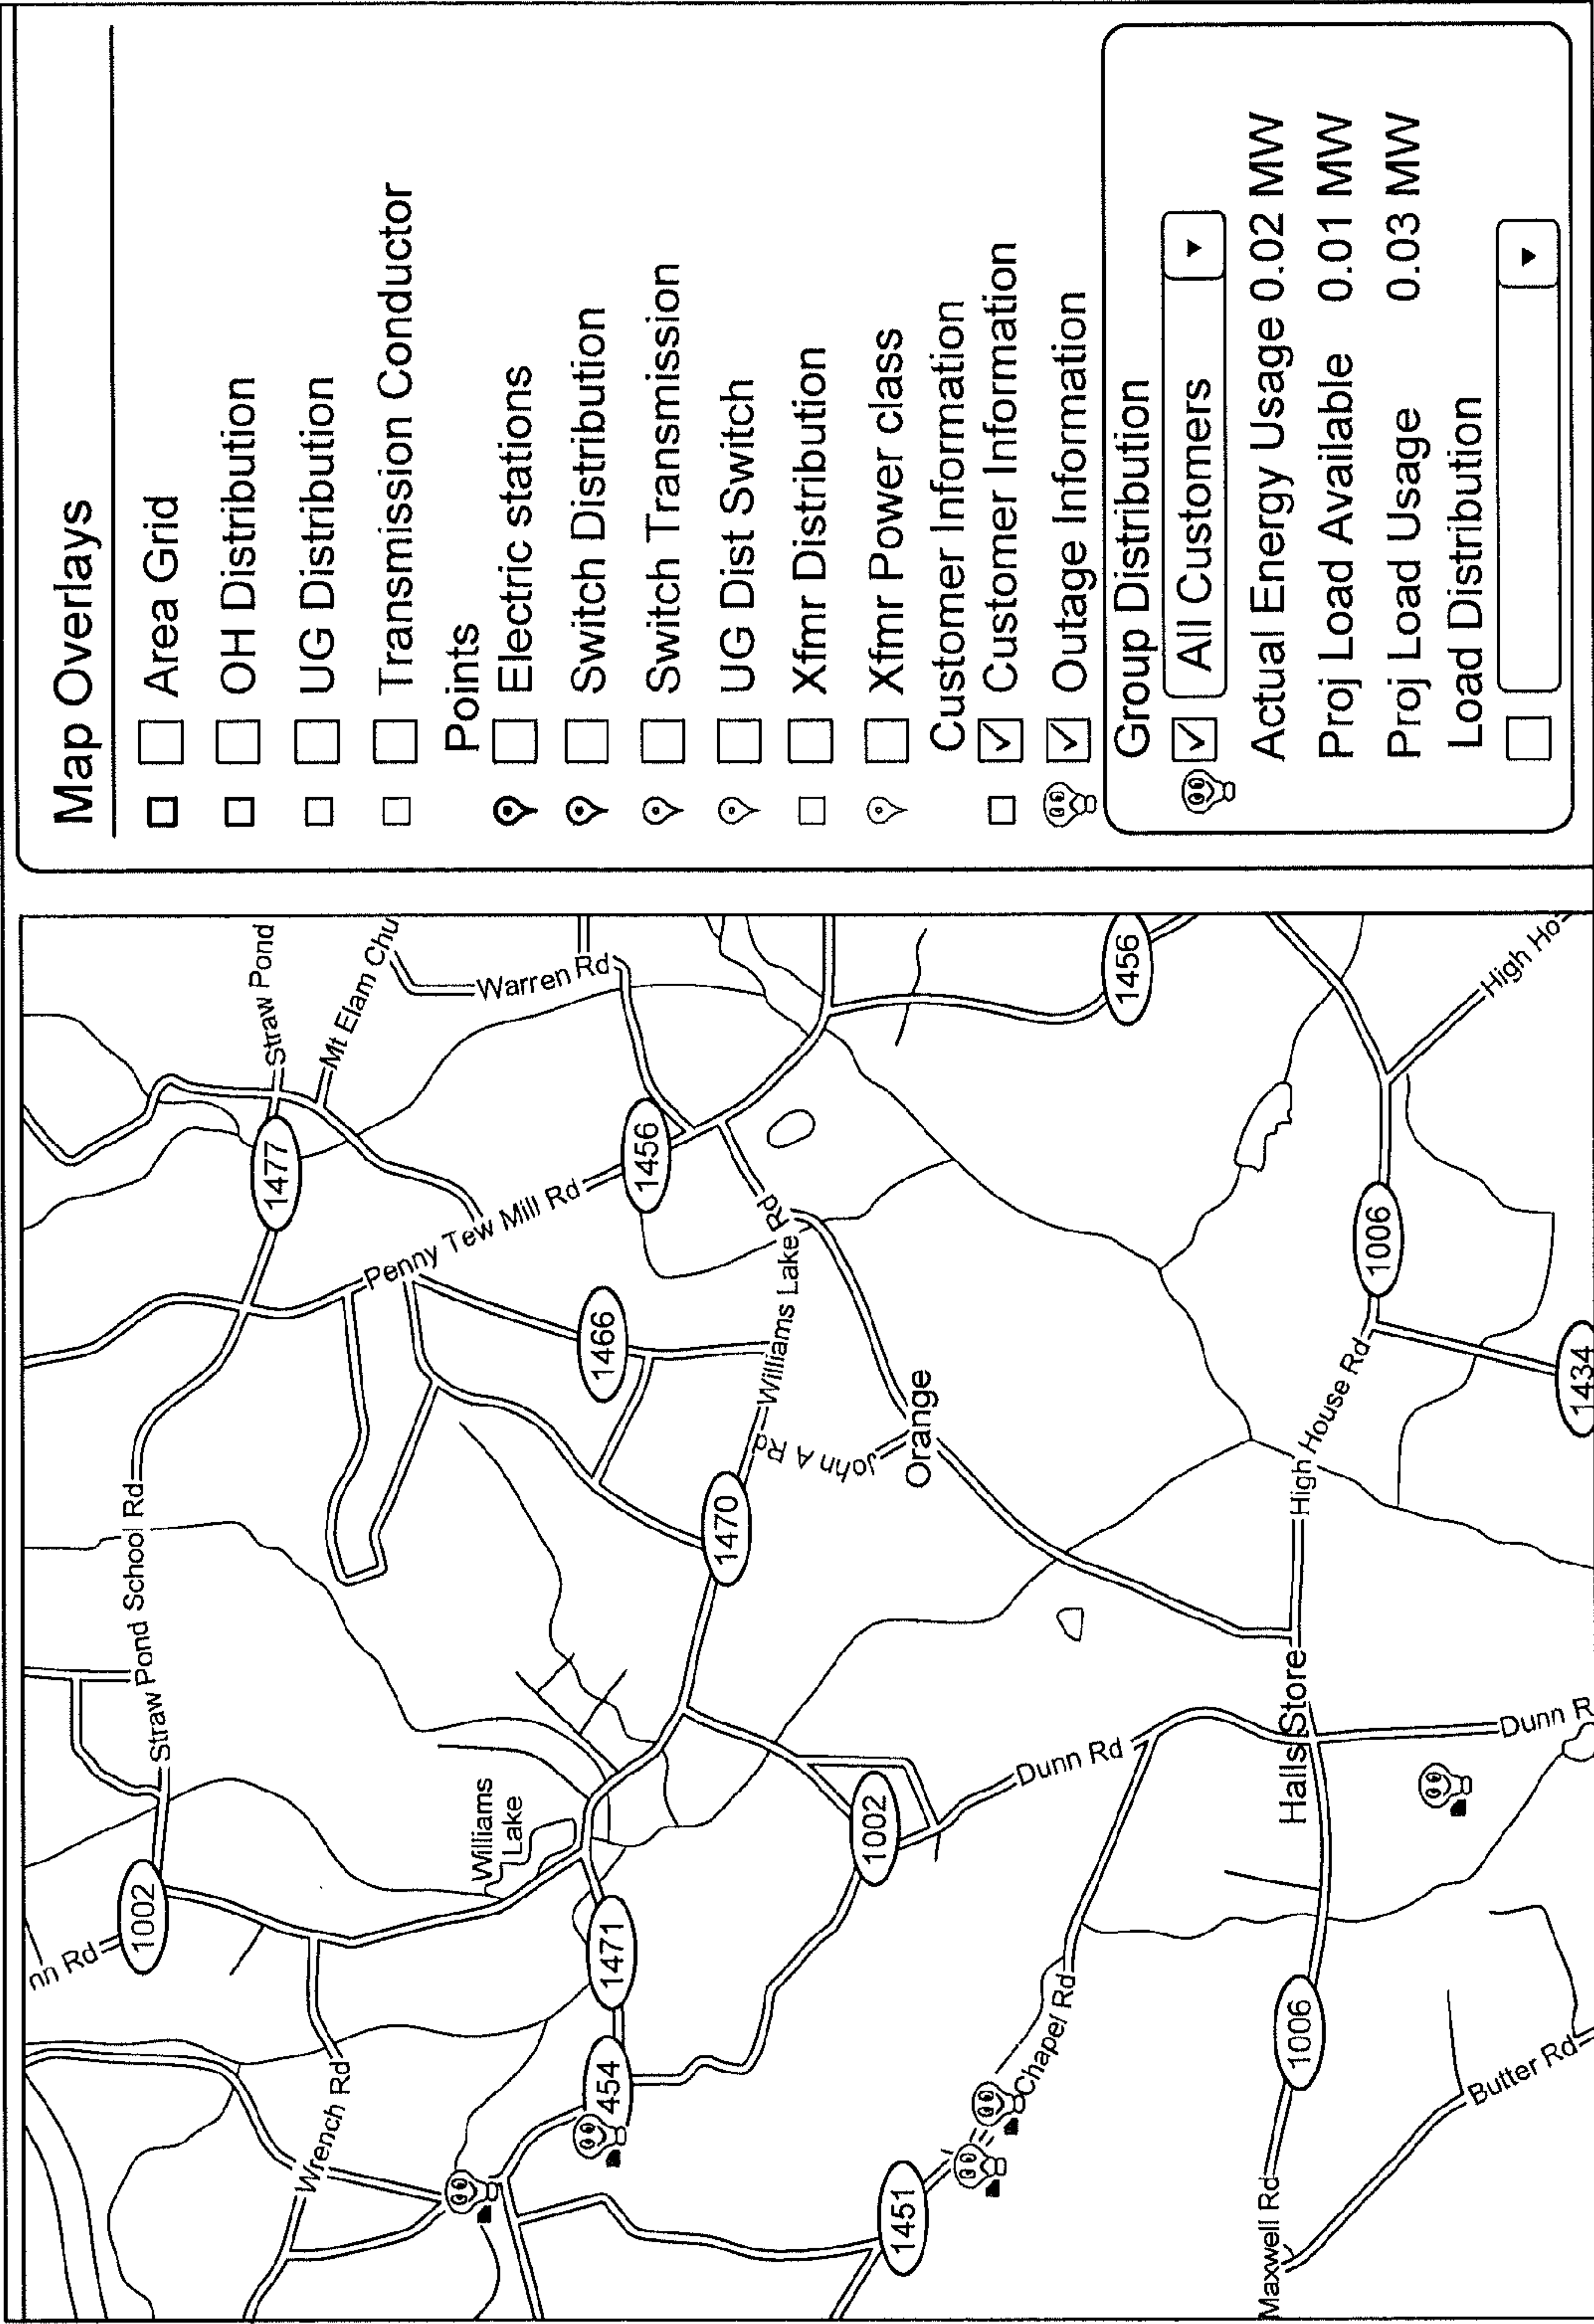 nn Rd
1002
Straw Pond School Rd
1477
Straw Pond
Mt Elam Chu
Warren Rd
Wrench Rd
Williams
Lake
Penny Tew Mill Rd
1456
454
1471
1466
1470
Williams Lake Rd
John A Rd
Orange
1451
1002
Dunn Rd
1456
Chapel Rd
Maxwell Rd
1006
Halls Store
High House Rd
1006
High Ho
Butter Rd
Dunn R
1434
Map Overlays
Area Grid
OH Distribution
UG Distribution
Transmission Conductor
Points
Electric stations
Switch Distribution
Switch Transmission
UG Dist Switch
Xfmr Distribution
Xfmr Power class
Customer Information
Customer Information
Outage Information
Group Distribution
All Customers
Actual Energy Usage 0.02 MW
Proj Load Available 0.01 MW
Proj Load Usage 0.03 MW
Load Distribution